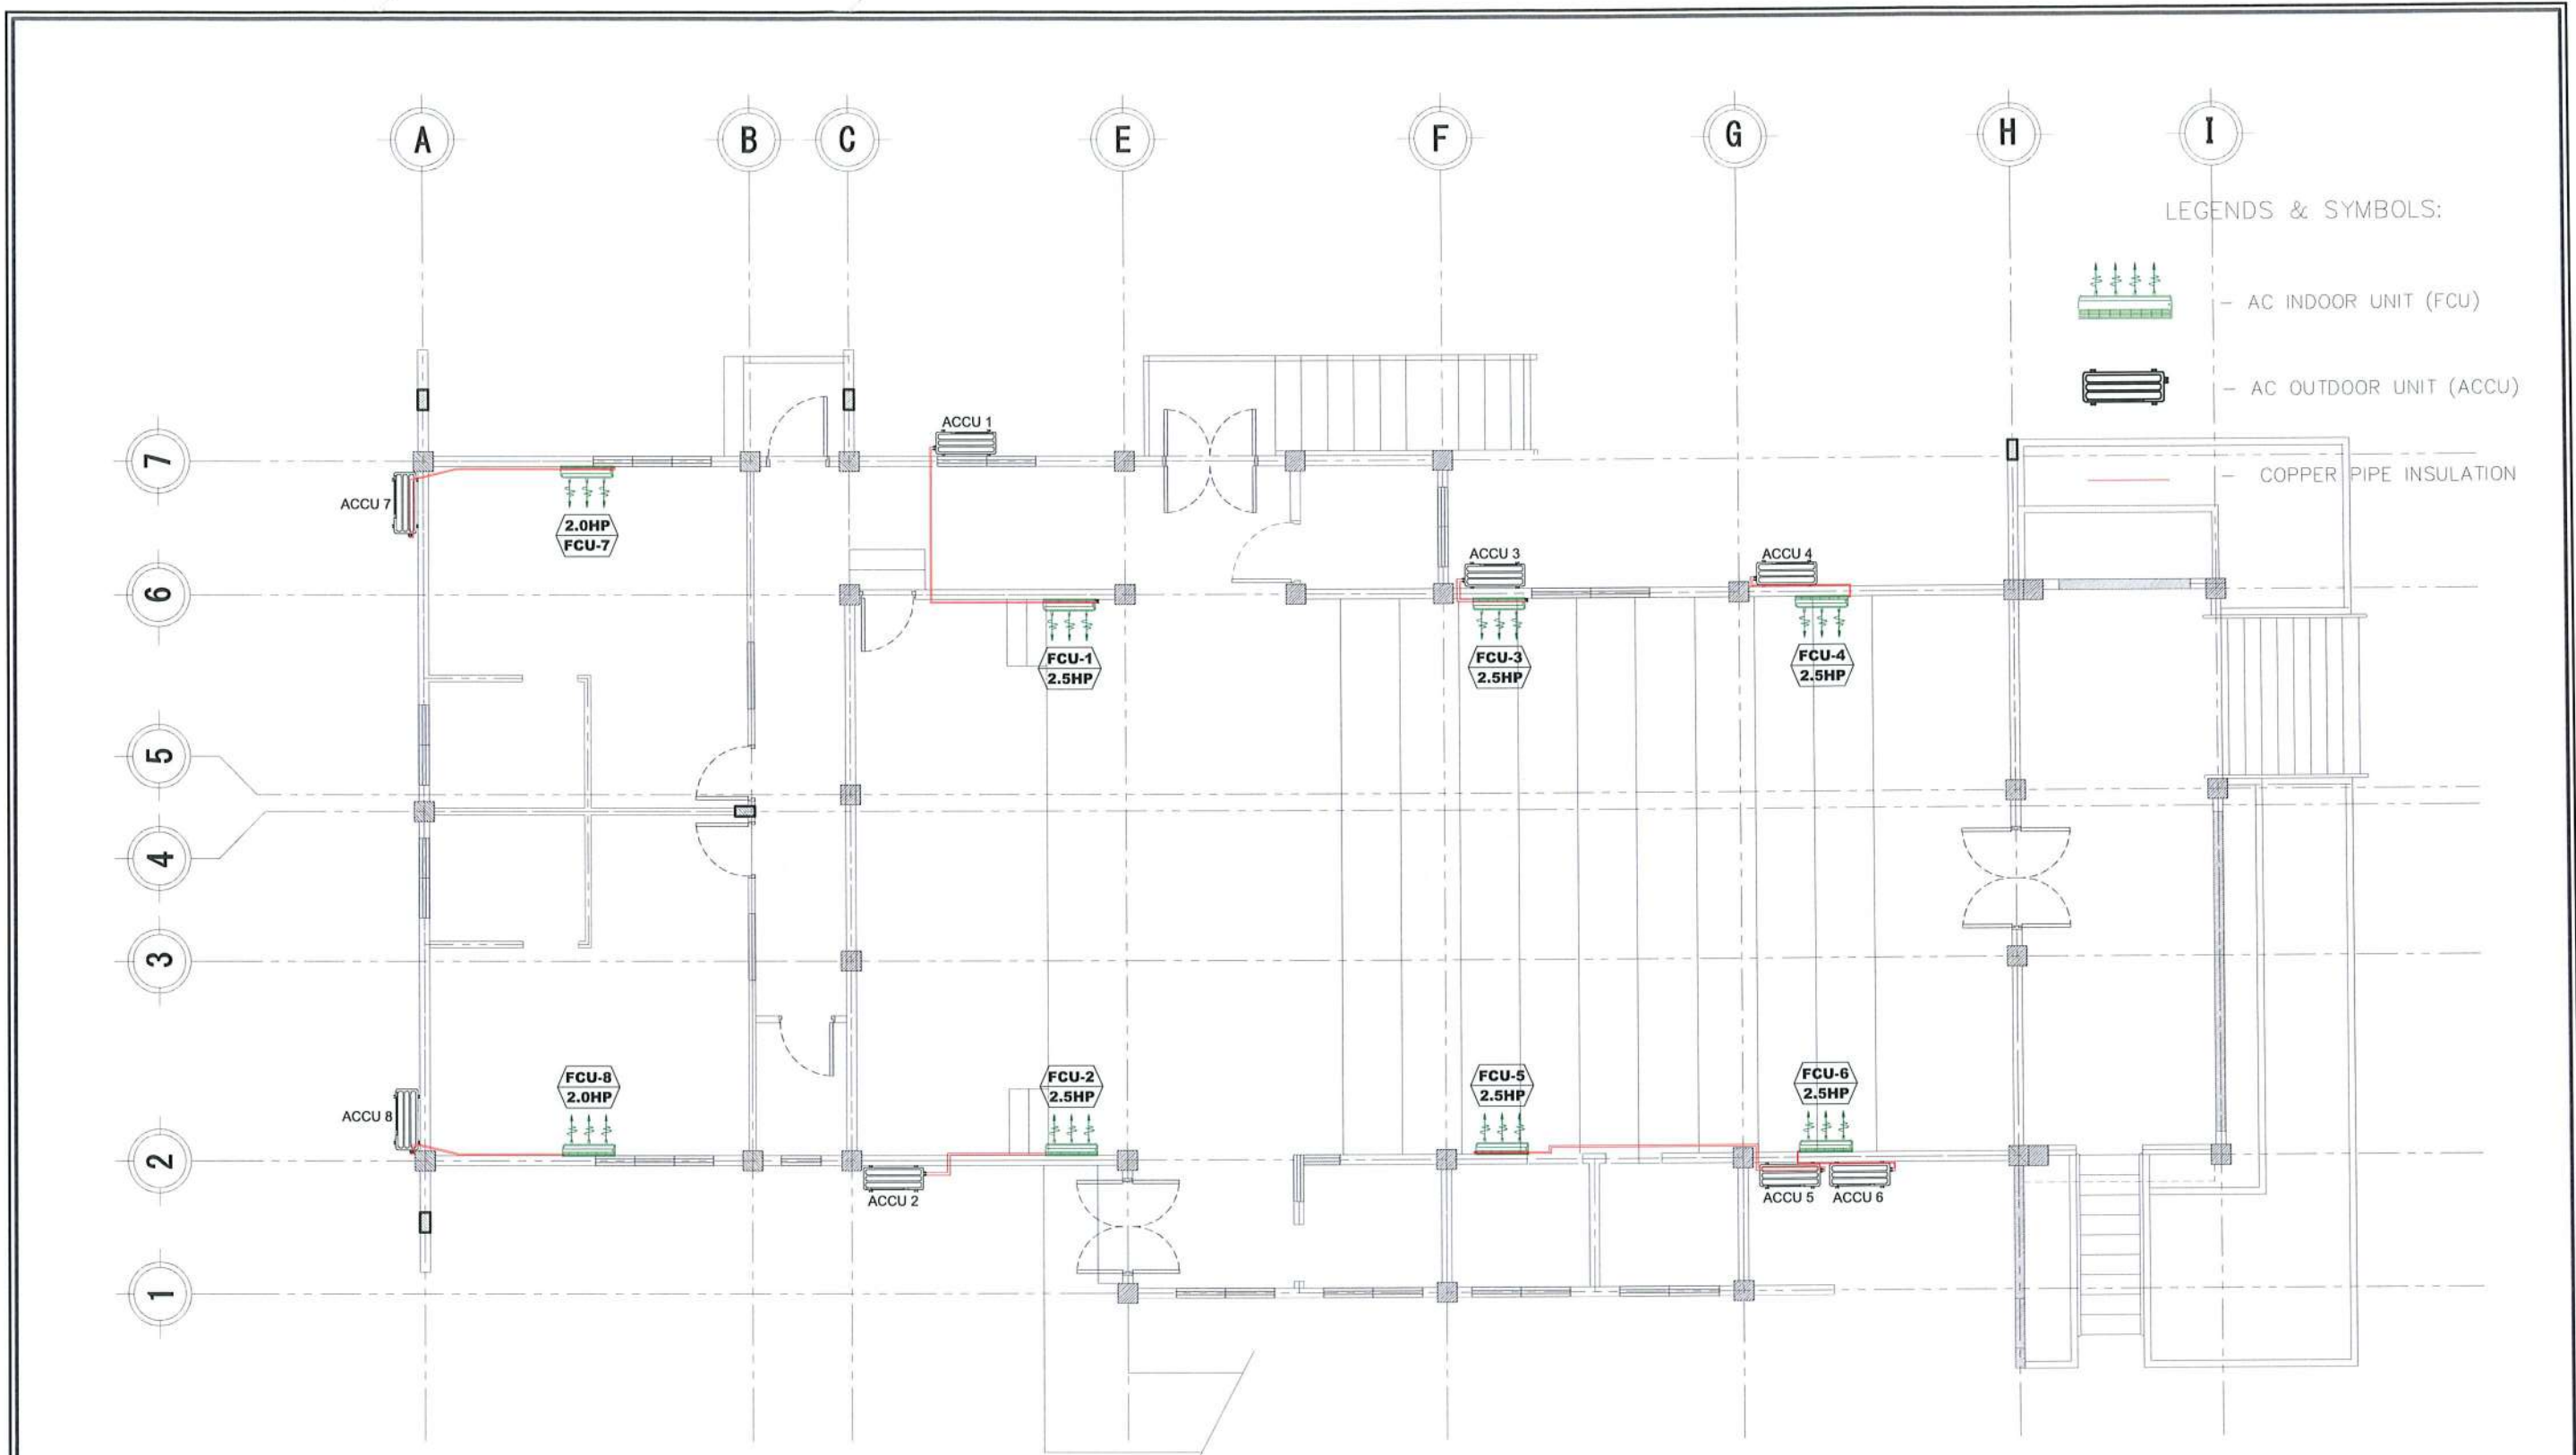 A
B
C
E
F
G
H
I
LEGENDS & SYMBOLS:
- AC INDOOR UNIT (FCU)
- AC OUTDOOR UNIT (ACCU)
- COPPER PIPE INSULATION
7
ACCU 1
ACCU 7
2.0HP
FCU-7
6
ACCU 3
ACCU 4
FCU-1
2.5HP
FCU-3
2.5HP
FCU-4
2.5HP
5
4
3
2
ACCU 8
FCU-8
2.0HP
FCU-2
2.5HP
FCU-5
2.5HP
FCU-6
2.5HP
ACCU 2
ACCU 5
ACCU 6
1